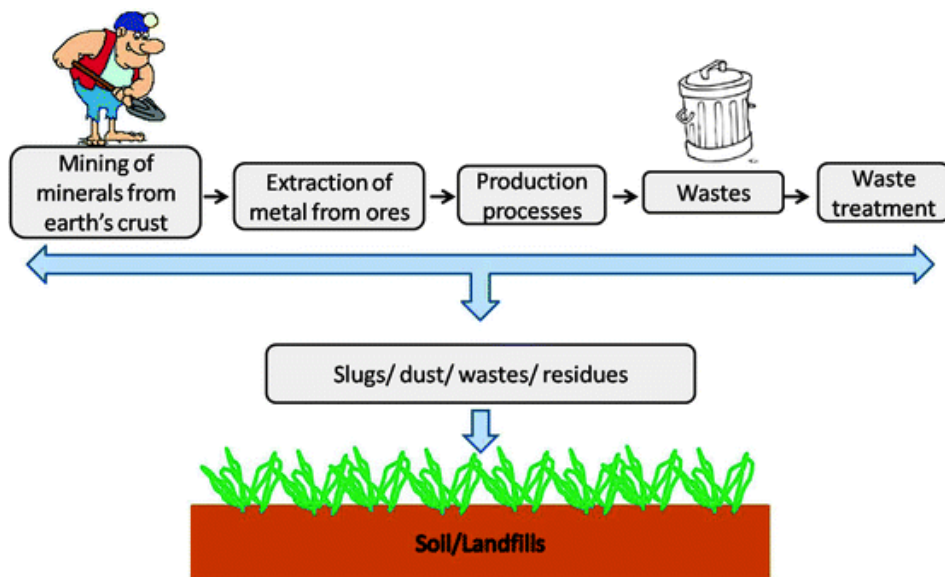 Mining of
minerals from
earth's crust
Extraction of
metal from ores
Production
processes
Wastes
Waste
treatment
Slugs/ dust/ wastes/ residues
Soil/Landfills